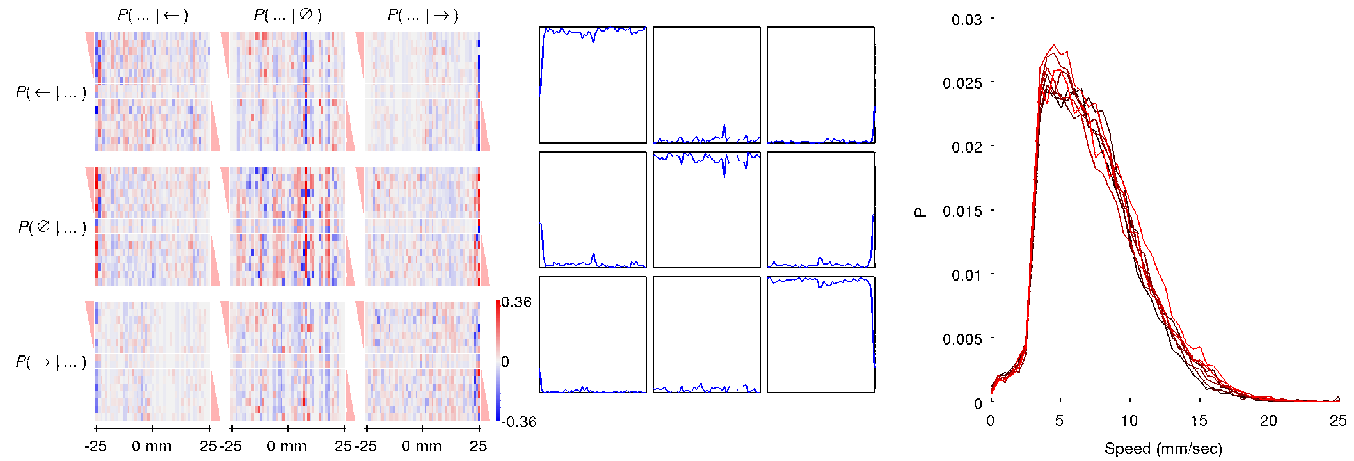 P( ... | ← )
P( ... | ∅ )
P( ... | → )
P( ← | ... )
P( ∅ | ... )
P( → | ... )
0.36
0
-0.36
-25 0 mm 25
-25 0 mm 25
-25 0 mm 25
0.03
0.025
0.02
0.015
0.01
0.005
0
P
0 5 10 15 20 25
Speed (mm/sec)